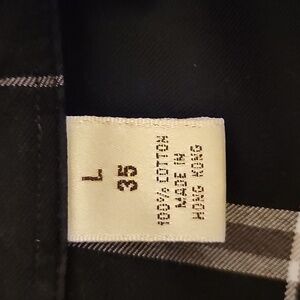 L
35
100% COTTON
MADE IN
HONG KONG